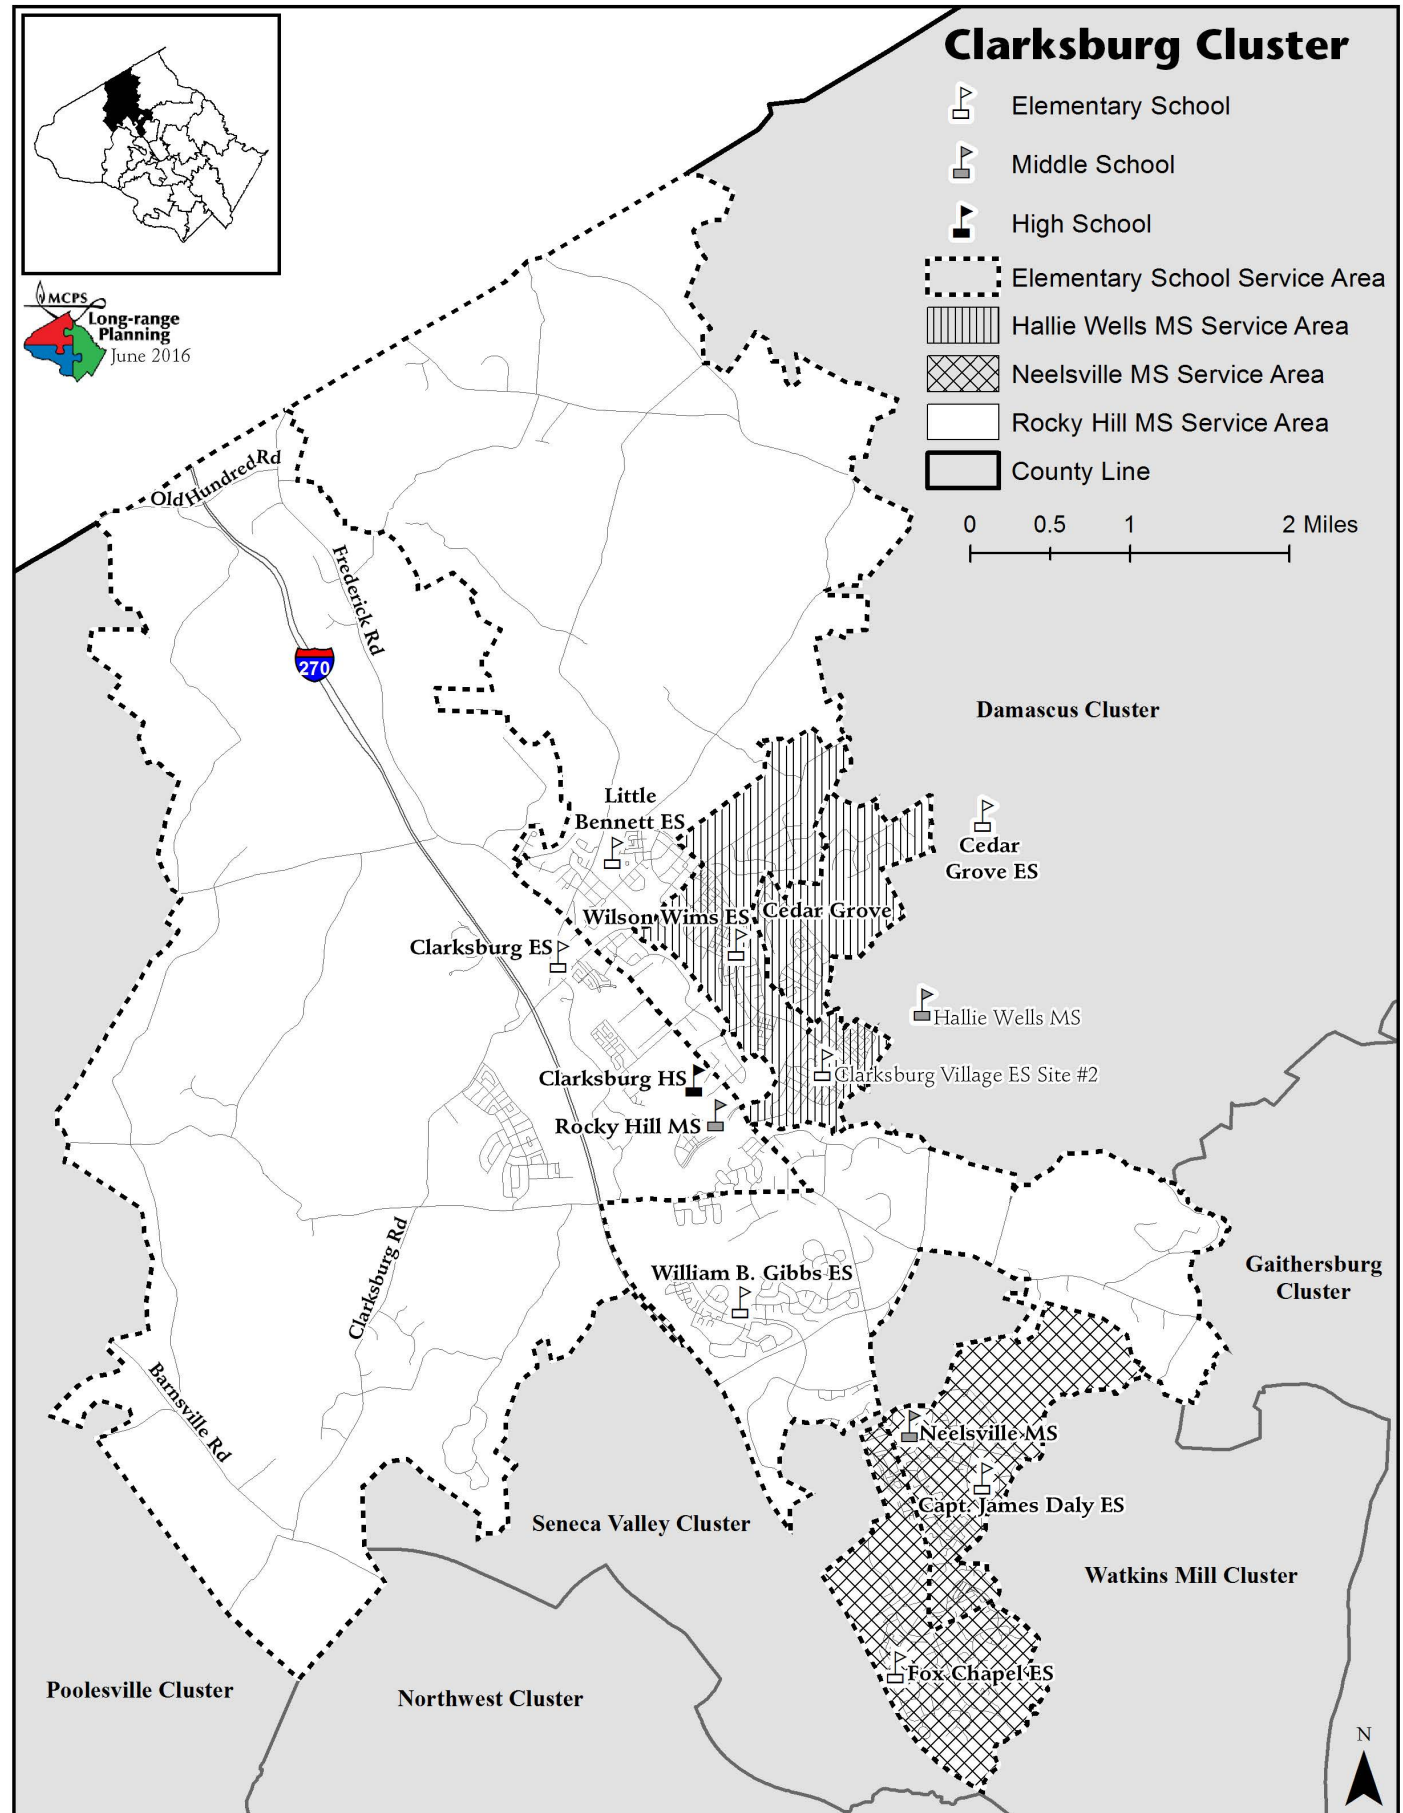 Clarksburg Cluster
Elementary School
Middle School
High School
Elementary School Service Area
Hallie Wells MS Service Area
Neelsville MS Service Area
Rocky Hill MS Service Area
County Line
0 0.5 1 2 Miles
MCPS
Long-range
Planning
June 2016
Old Hundred Rd
Frederick Rd
270
Damascus Cluster
Little
Bennett ES
Cedar
Grove ES
Wilson Wims ES
Cedar Grove
Clarksburg ES
Hallie Wells MS
Clarksburg Village ES Site #2
Clarksburg HS
Rocky Hill MS
Clarksburg Rd
William B. Gibbs ES
Gaithersburg
Cluster
Barnsville Rd
Neelsville MS
Capt. James Daly ES
Seneca Valley Cluster
Watkins Mill Cluster
Fox Chapel ES
Poolesville Cluster
Northwest Cluster
N